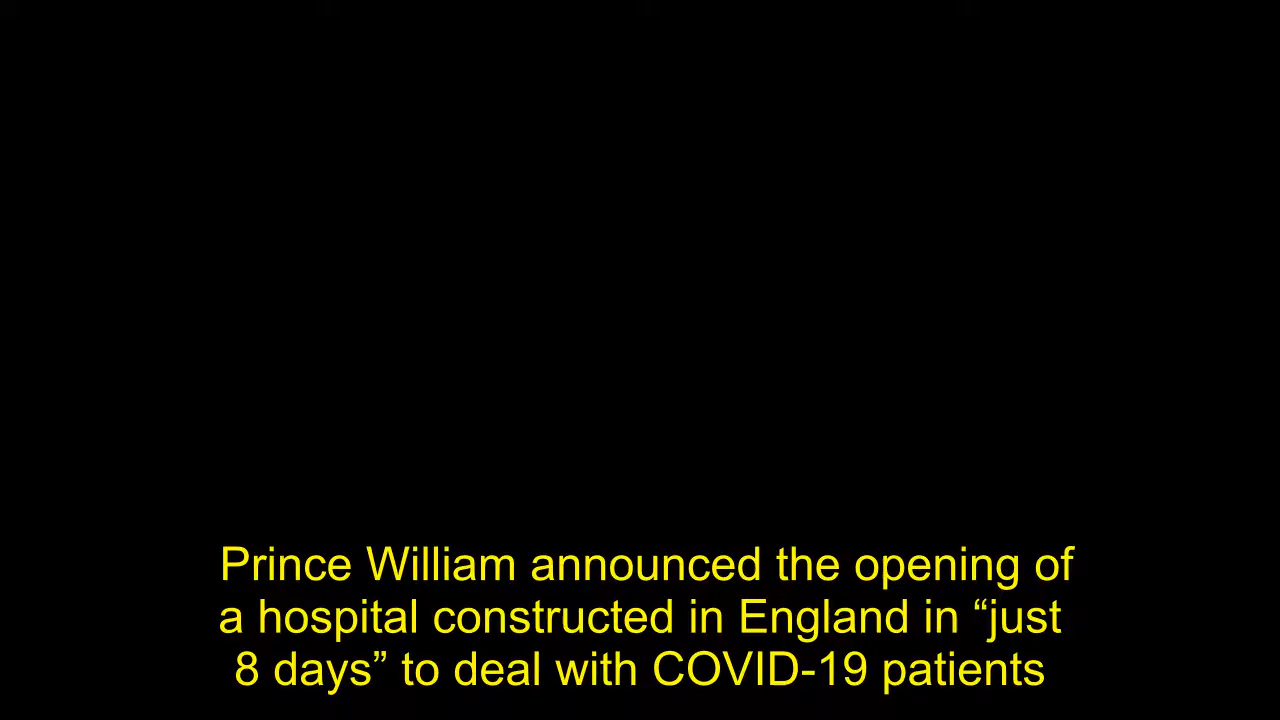 Prince William announced the opening of
a hospital constructed in England in “just
8 days” to deal with COVID-19 patients